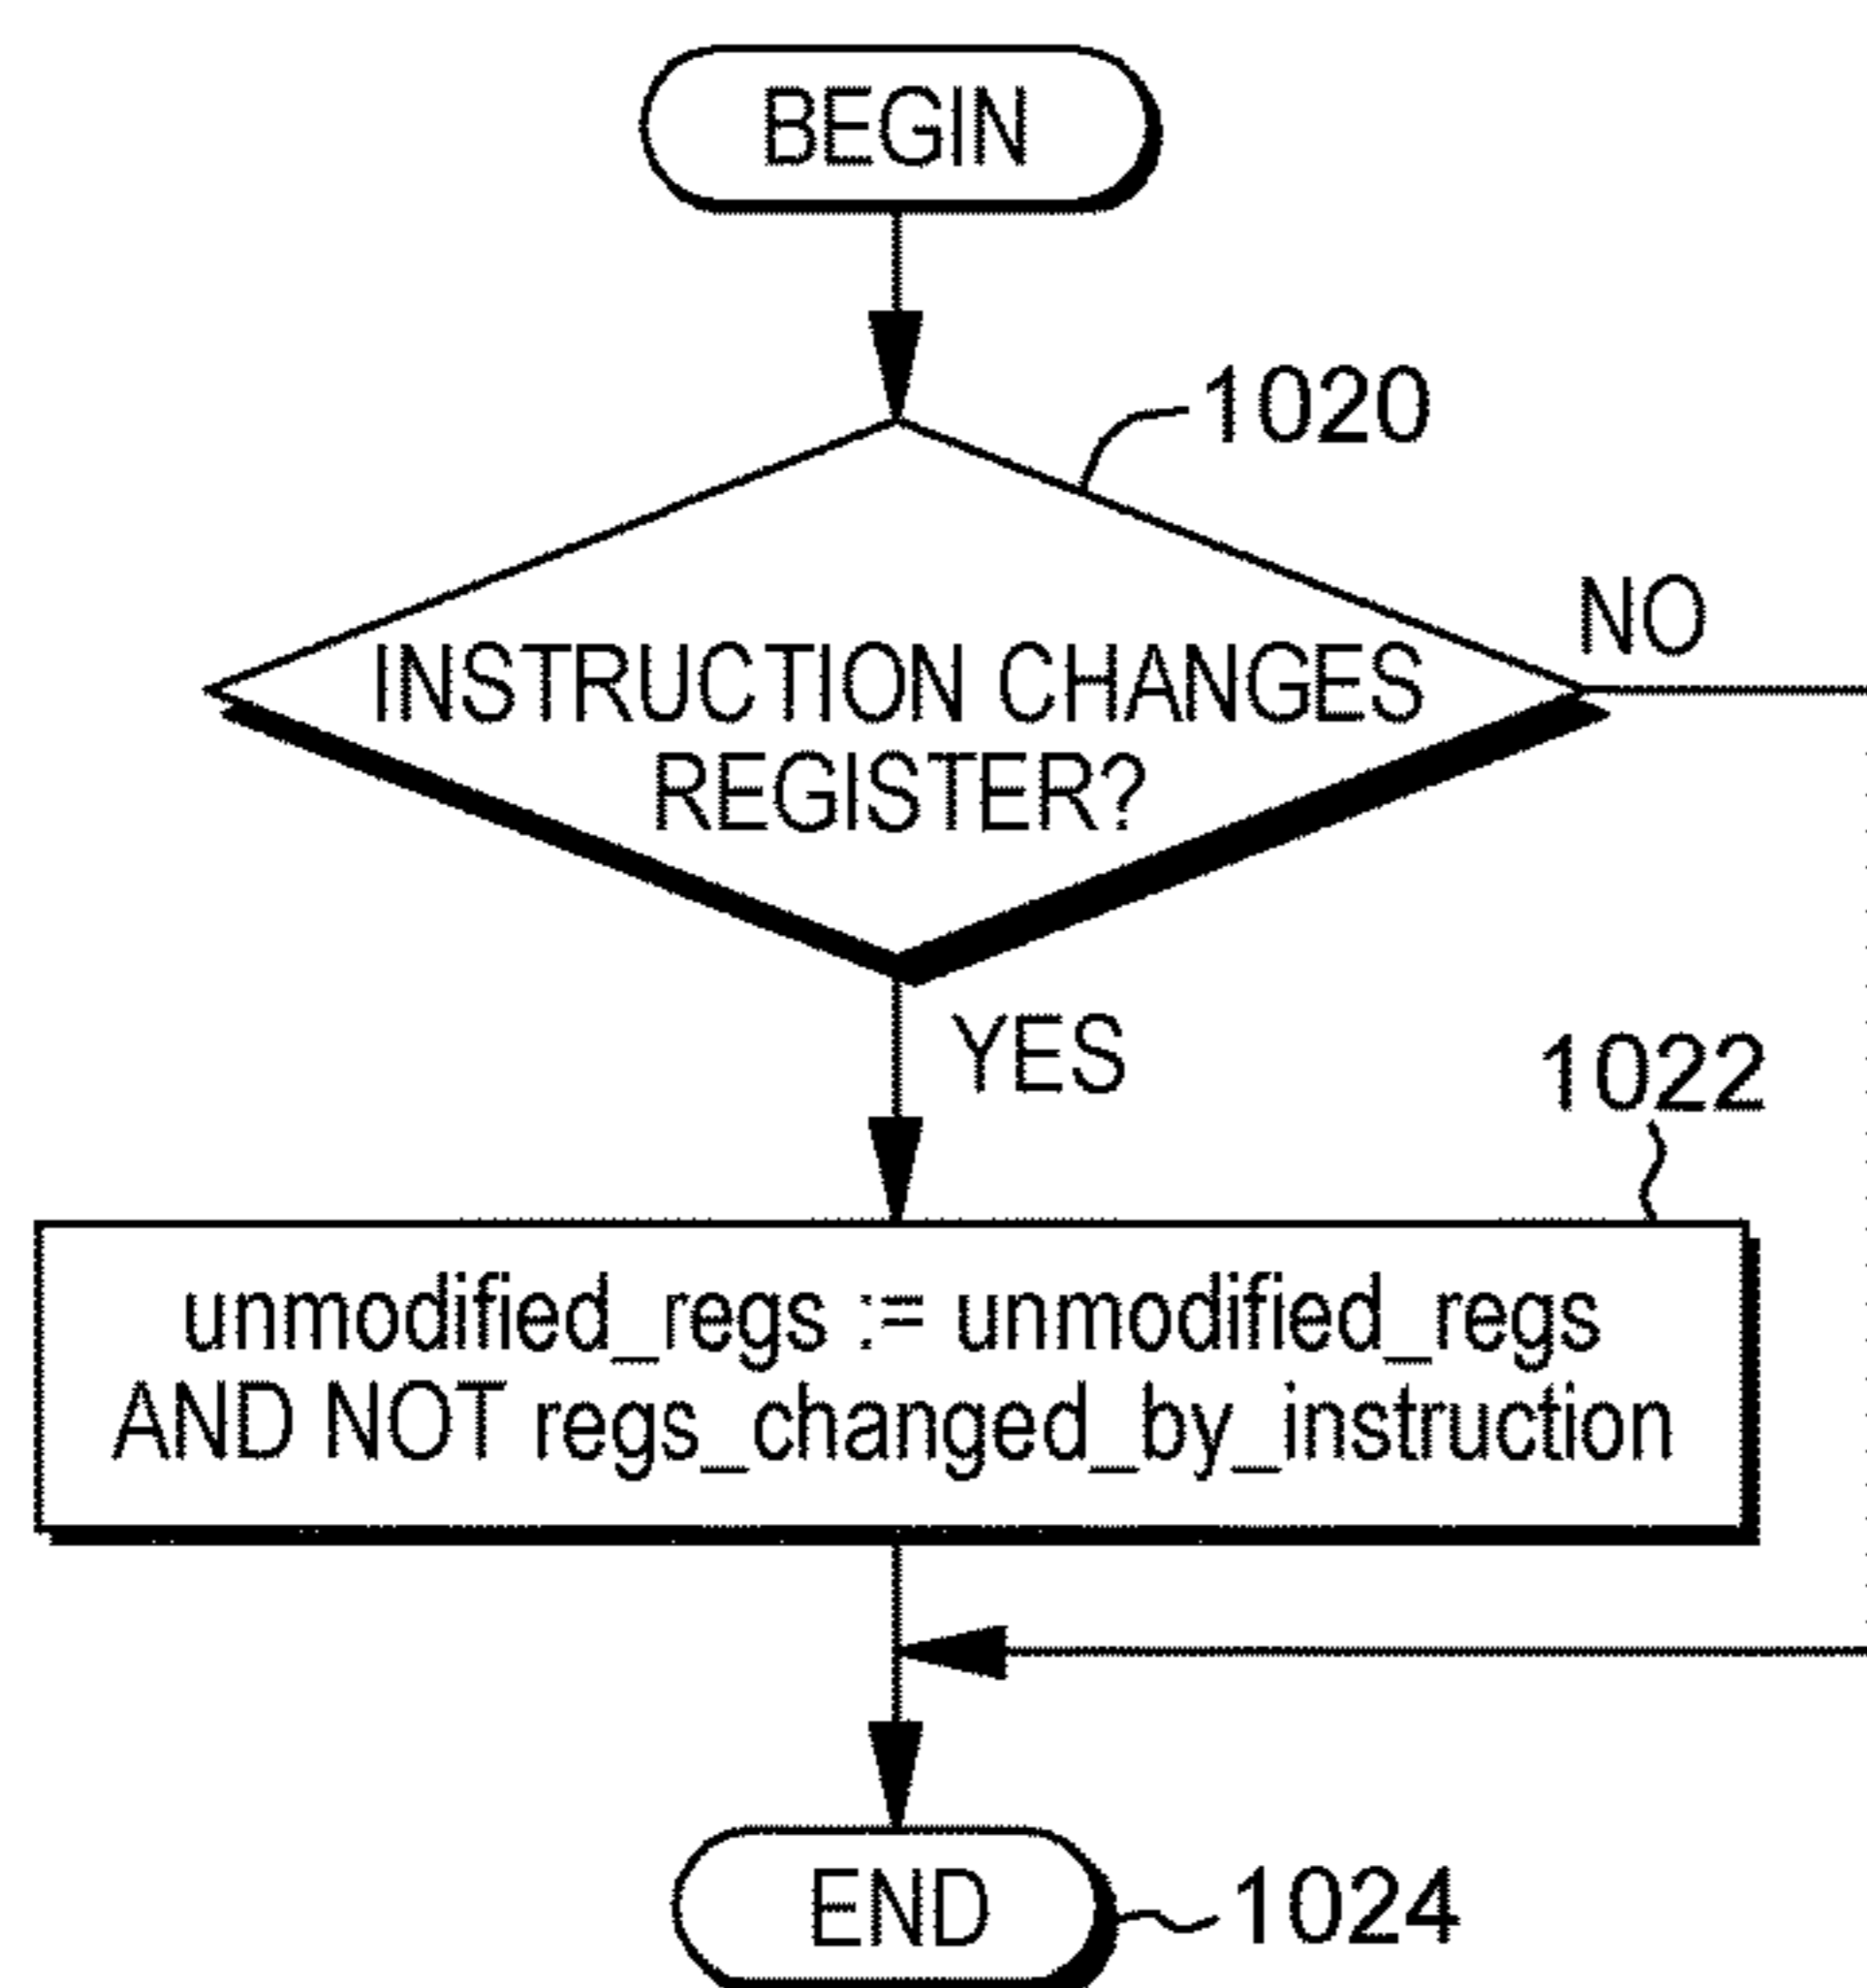 BEGIN
1020
INSTRUCTION CHANGES
REGISTER?
NO
YES
1022
unmodified_regs := unmodified_regs
AND NOT regs_changed_by_instruction
END
1024